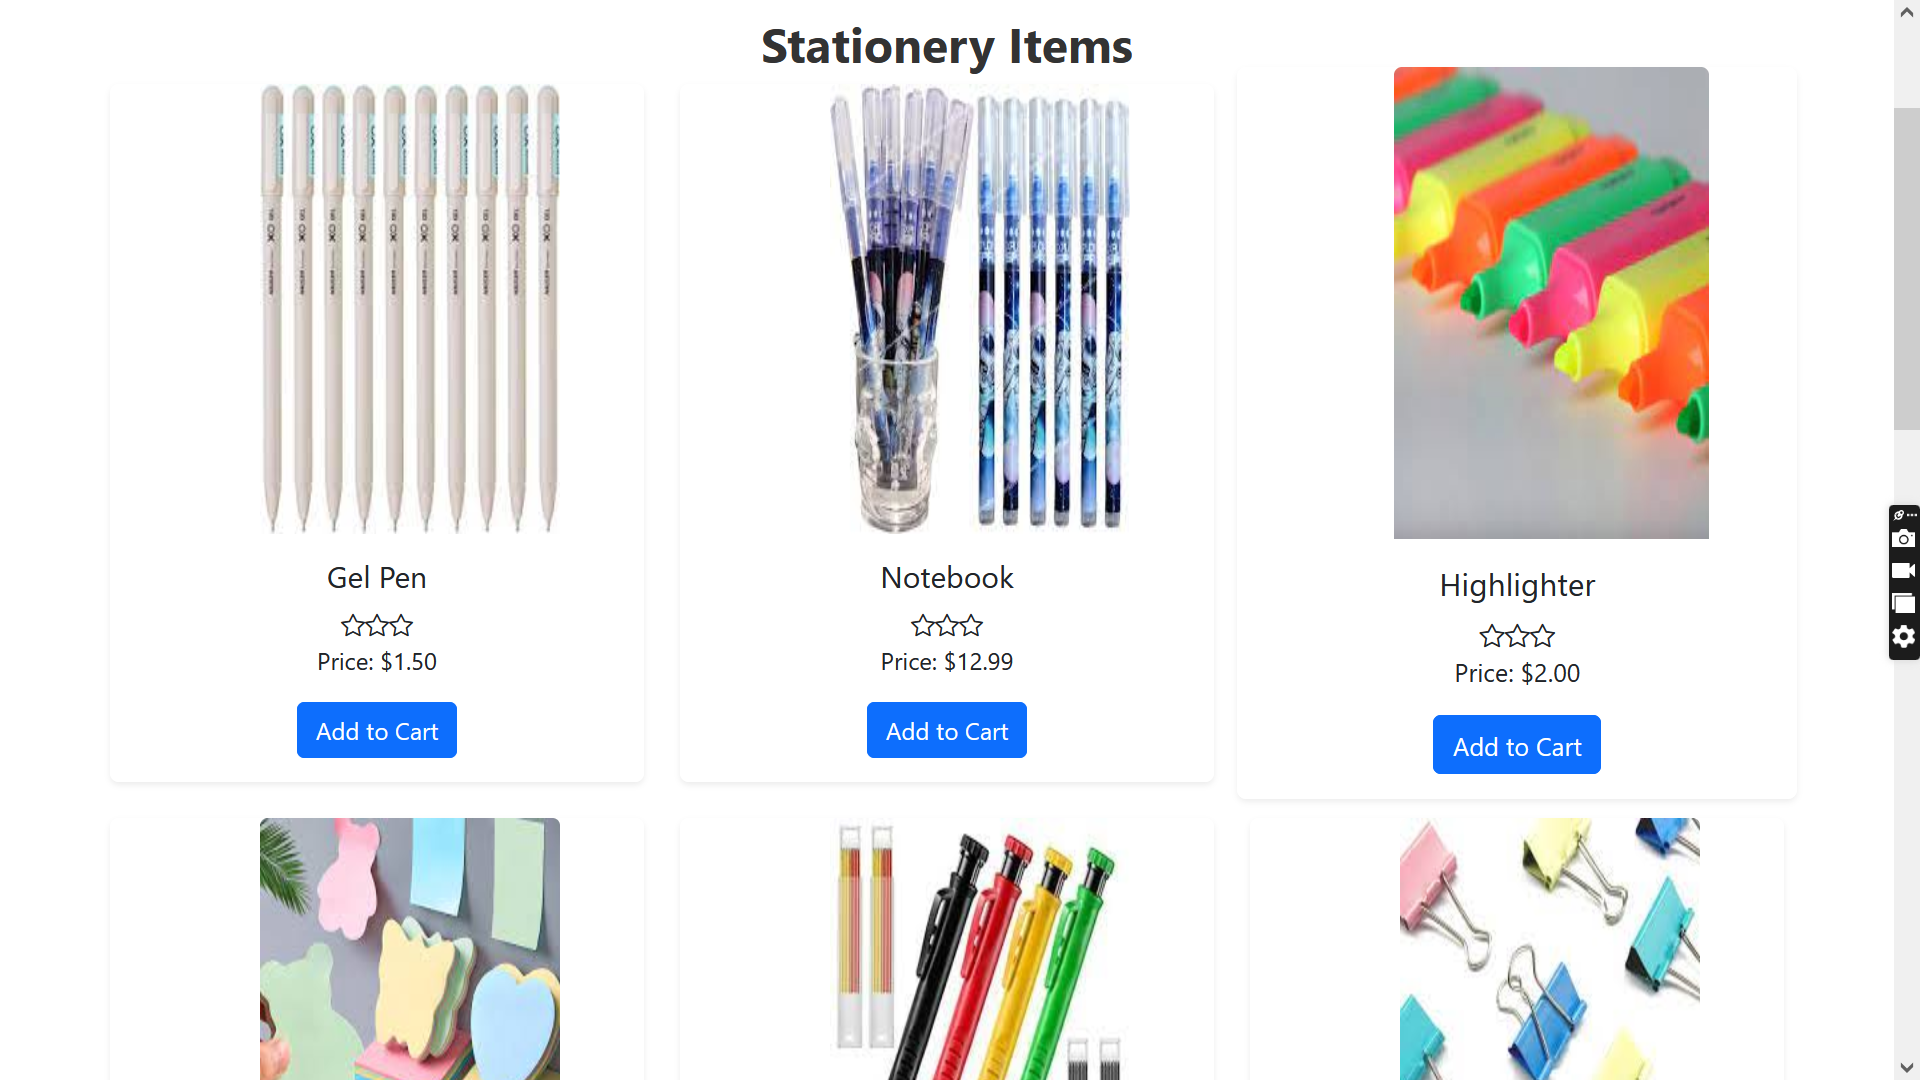 Stationery Items
Gel Pen
Price: $1.50
Add to Cart
Notebook
Price: $12.99
Add to Cart
Highlighter
Price: $2.00
Add to Cart